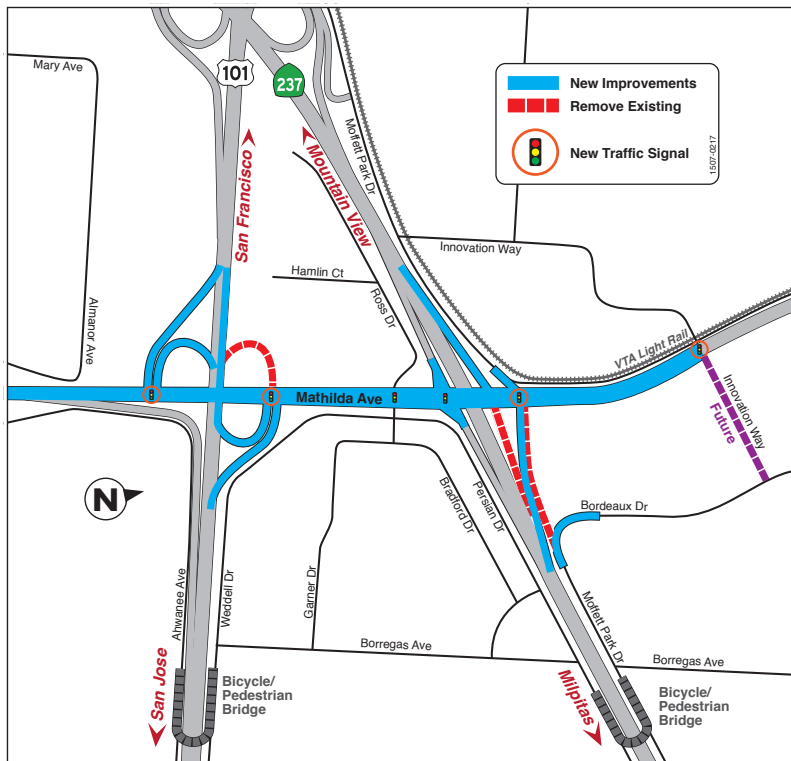 Mary Ave
101
237
New Improvements
Remove Existing
New Traffic Signal
1507-0217
Moffett Park Dr
San Francisco
Mountain View
Innovation Way
Hamlin Ct
Ross Dr
Almanor Ave
VTA Light Rail
Mathilda Ave
Innovation Way
Future
N
Bradford Dr
Persian Dr
Bordeaux Dr
Ahwanee Ave
Weddell Dr
Garner Dr
Moffett Park Dr
Borregas Ave
Borregas Ave
San Jose
Bicycle/
Pedestrian
Bridge
Milpitas
Bicycle/
Pedestrian
Bridge